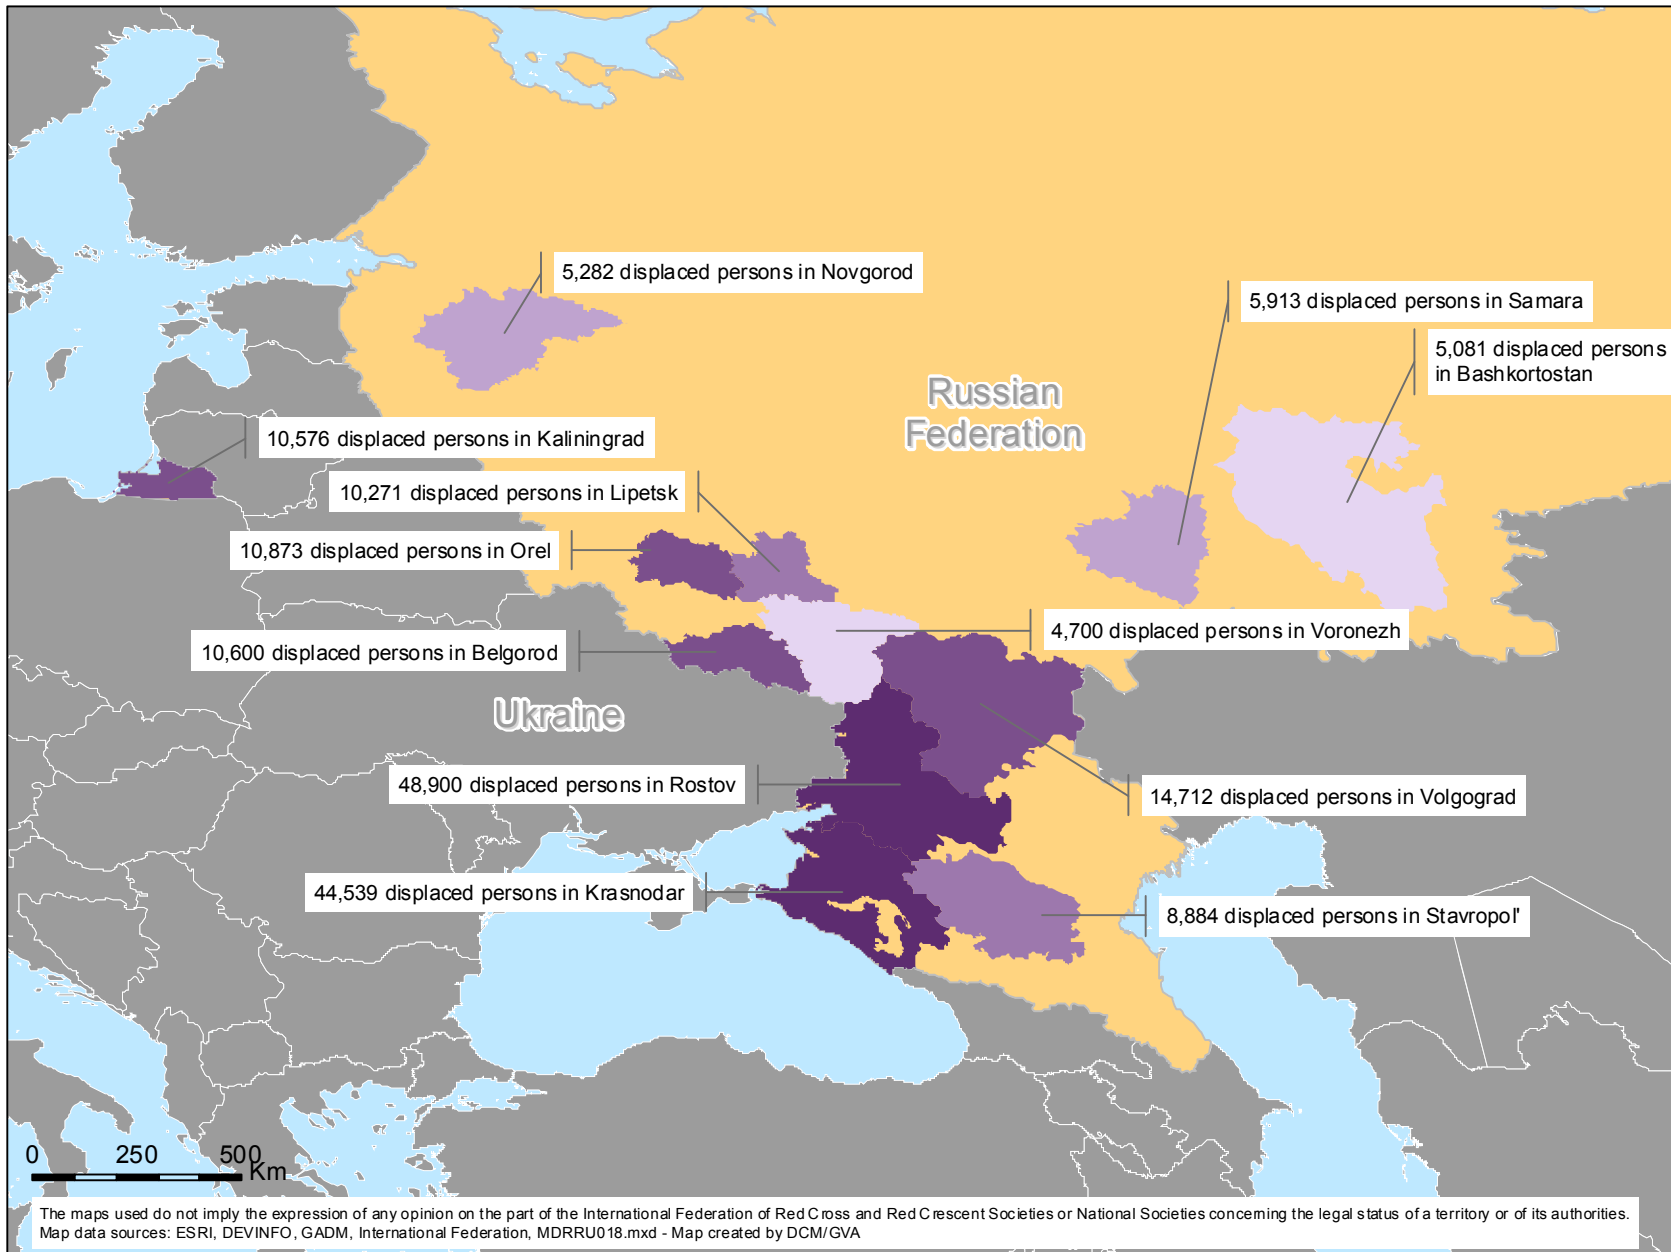 5,282 displaced persons in Novgorod
5,913 displaced persons in Samara
5,081 displaced persons
in Bashkortostan
Russian
Federation
10,576 displaced persons in Kaliningrad
10,271 displaced persons in Lipetsk
10,873 displaced persons in Orel
4,700 displaced persons in Voronezh
10,600 displaced persons in Belgorod
Ukraine
48,900 displaced persons in Rostov
14,712 displaced persons in Volgograd
44,539 displaced persons in Krasnodar
8,884 displaced persons in Stavropol'
0 250 500
Km
The maps used do not imply the expression of any opinion on the part of the International Federation of Red Cross and Red Crescent Societies or National Societies concerning the legal status of a territory or of its authorities.
Map data sources: ESRI, DEVINFO, GADM, International Federation, MDRRU018.mxd - Map created by DCM/GVA